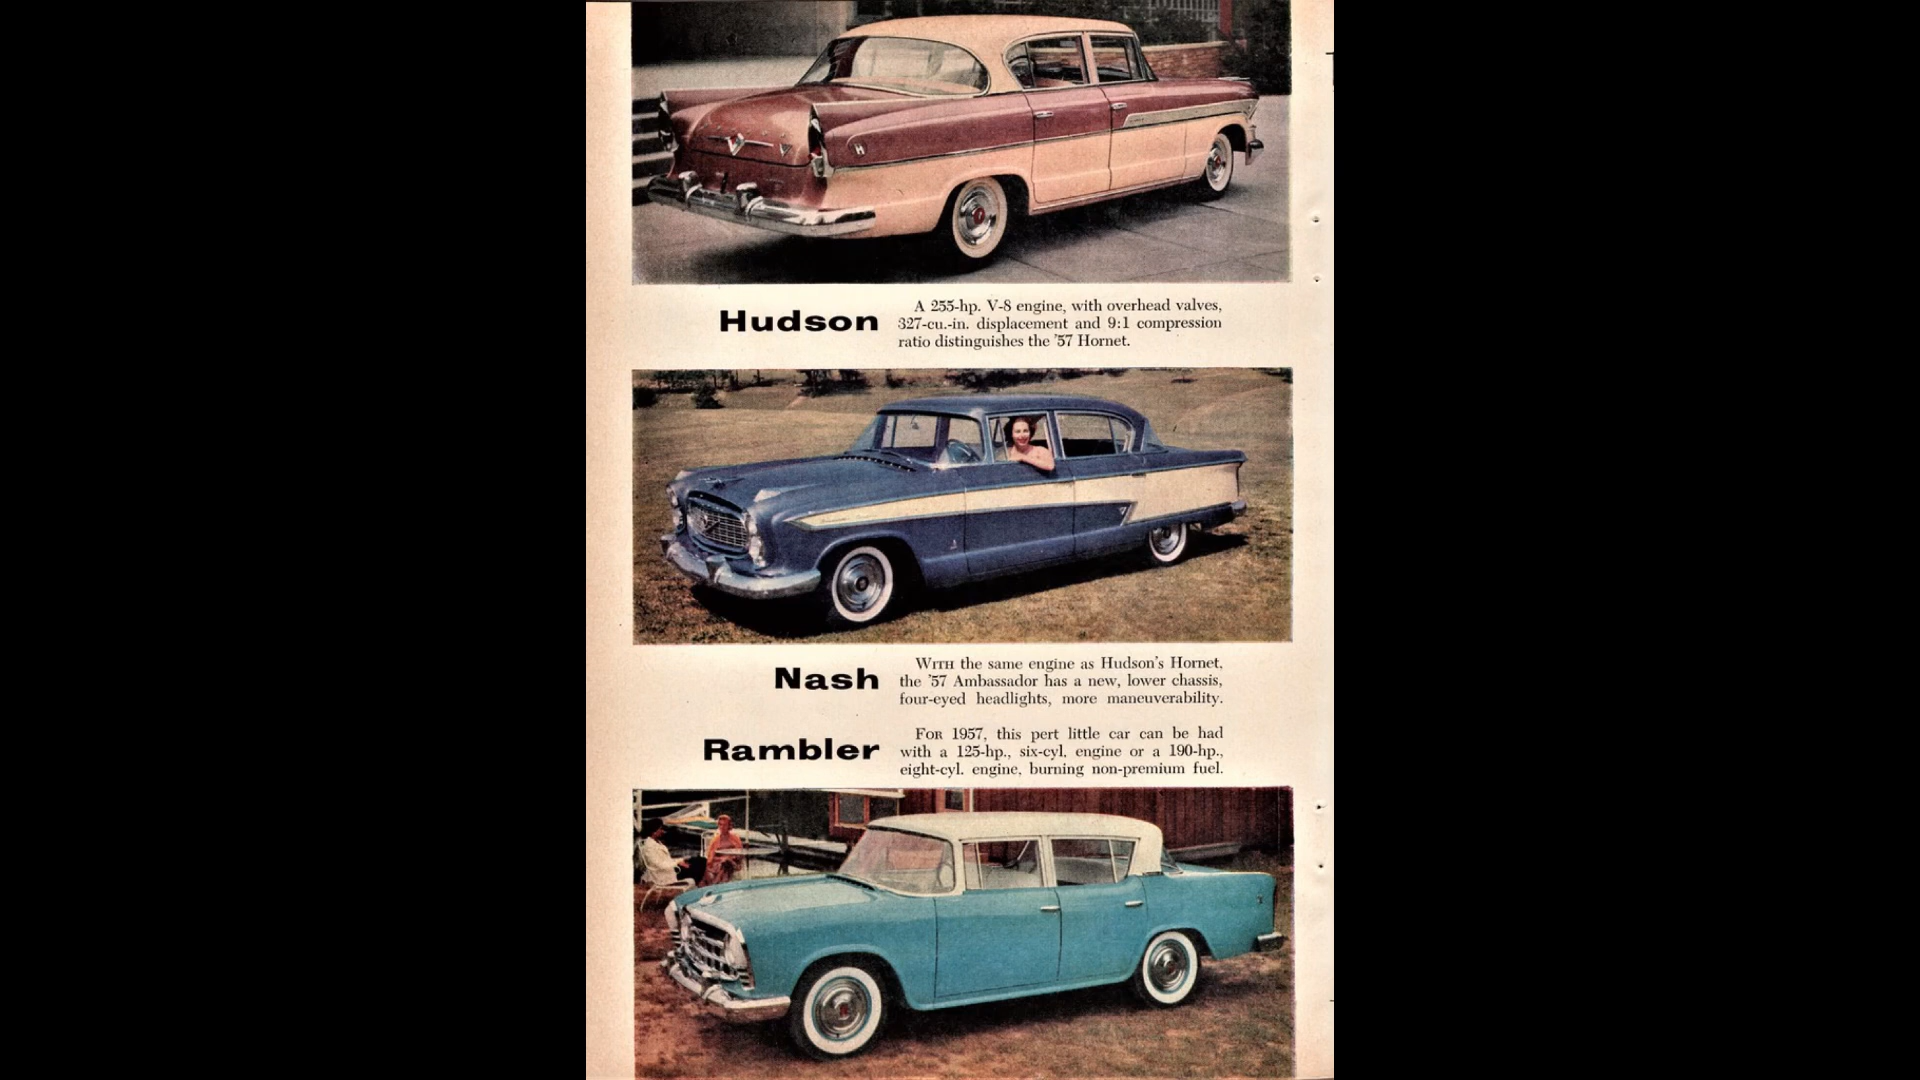 Hudson
A 255-hp. V-8 engine, with overhead valves,
327-cu.-in. displacement and 9:1 compression
ratio distinguishes the '57 Hornet.
Nash
WITH the same engine as Hudson's Hornet,
the '57 Ambassador has a new, lower chassis,
four-eyed headlights, more maneuverability.
Rambler
FOR 1957, this pert little car can be had
with a 125-hp., six-cyl. engine or a 190-hp.,
eight-cyl. engine, burning non-premium fuel.